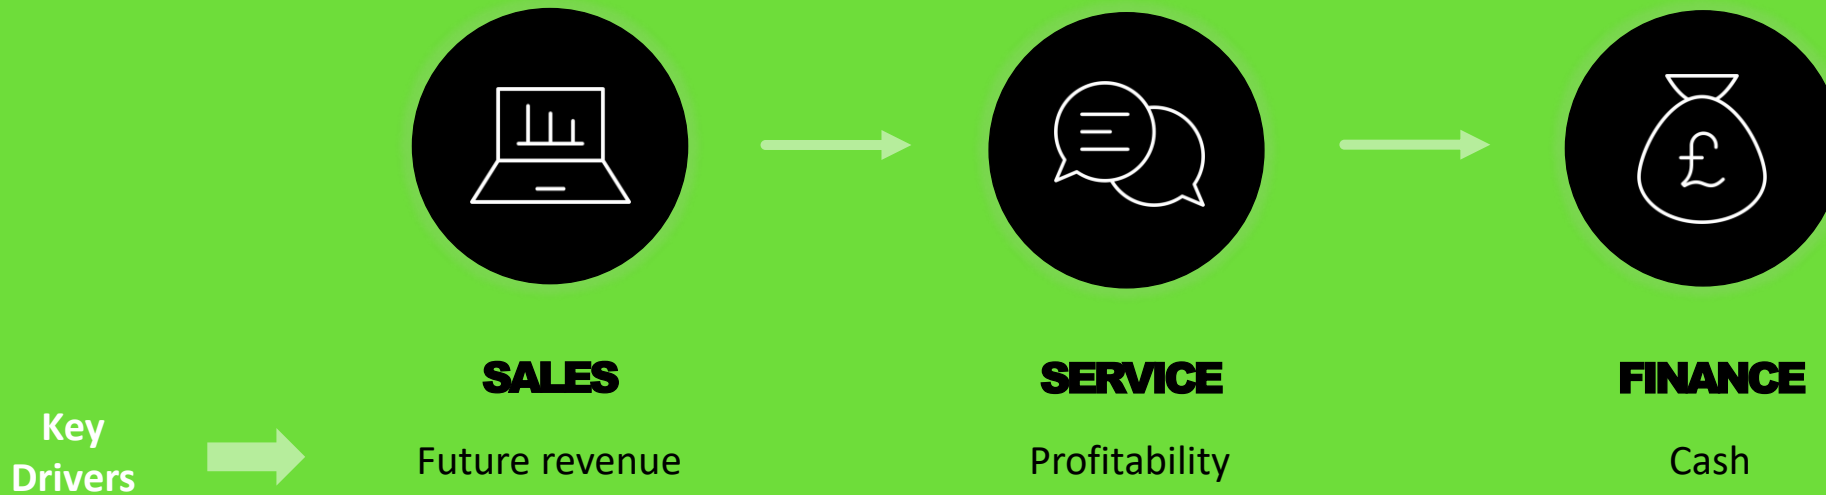 £
SALES
SERVICE
FINANCE
Key
Drivers
Future revenue
Profitability
Cash